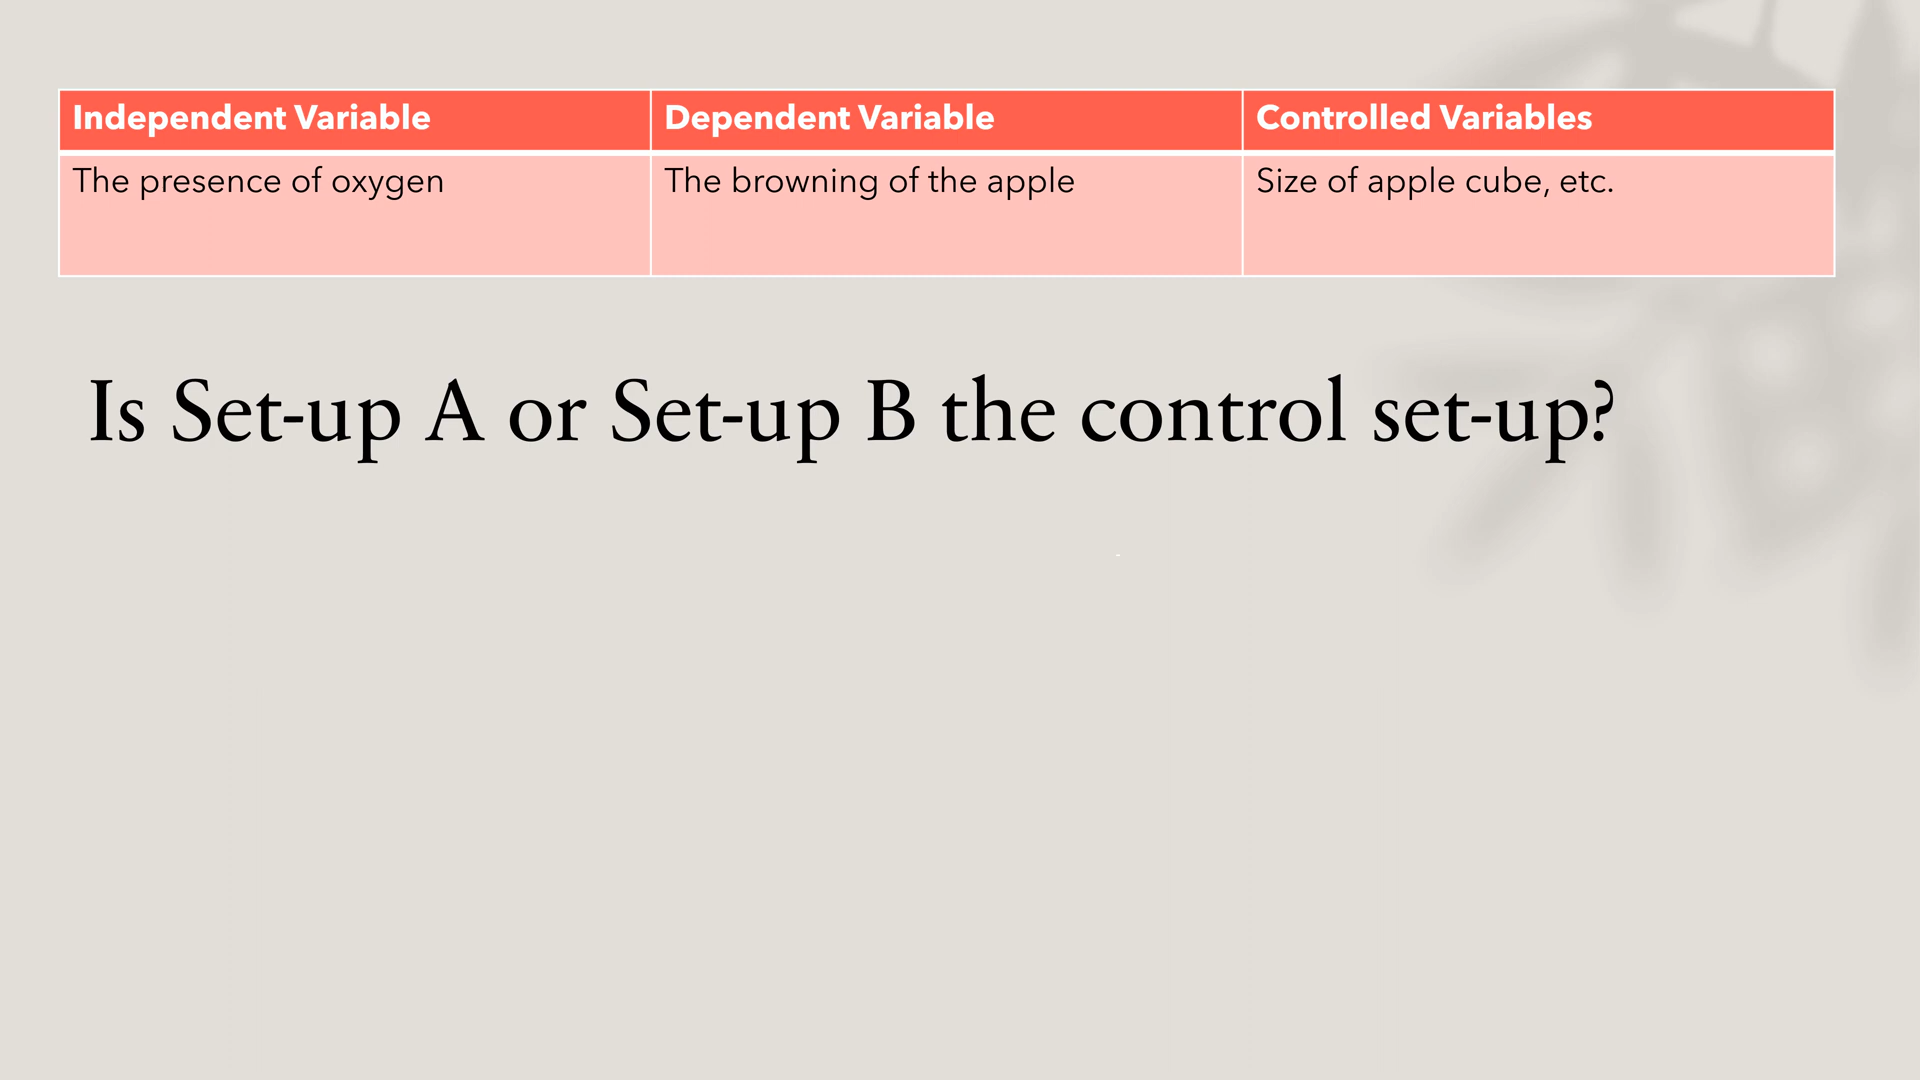 Independent Variable
Dependent Variable
Controlled Variables
The presence of oxygen
The browning of the apple
Size of apple cube, etc.
Is Set-up A or Set-up B the control set-up?